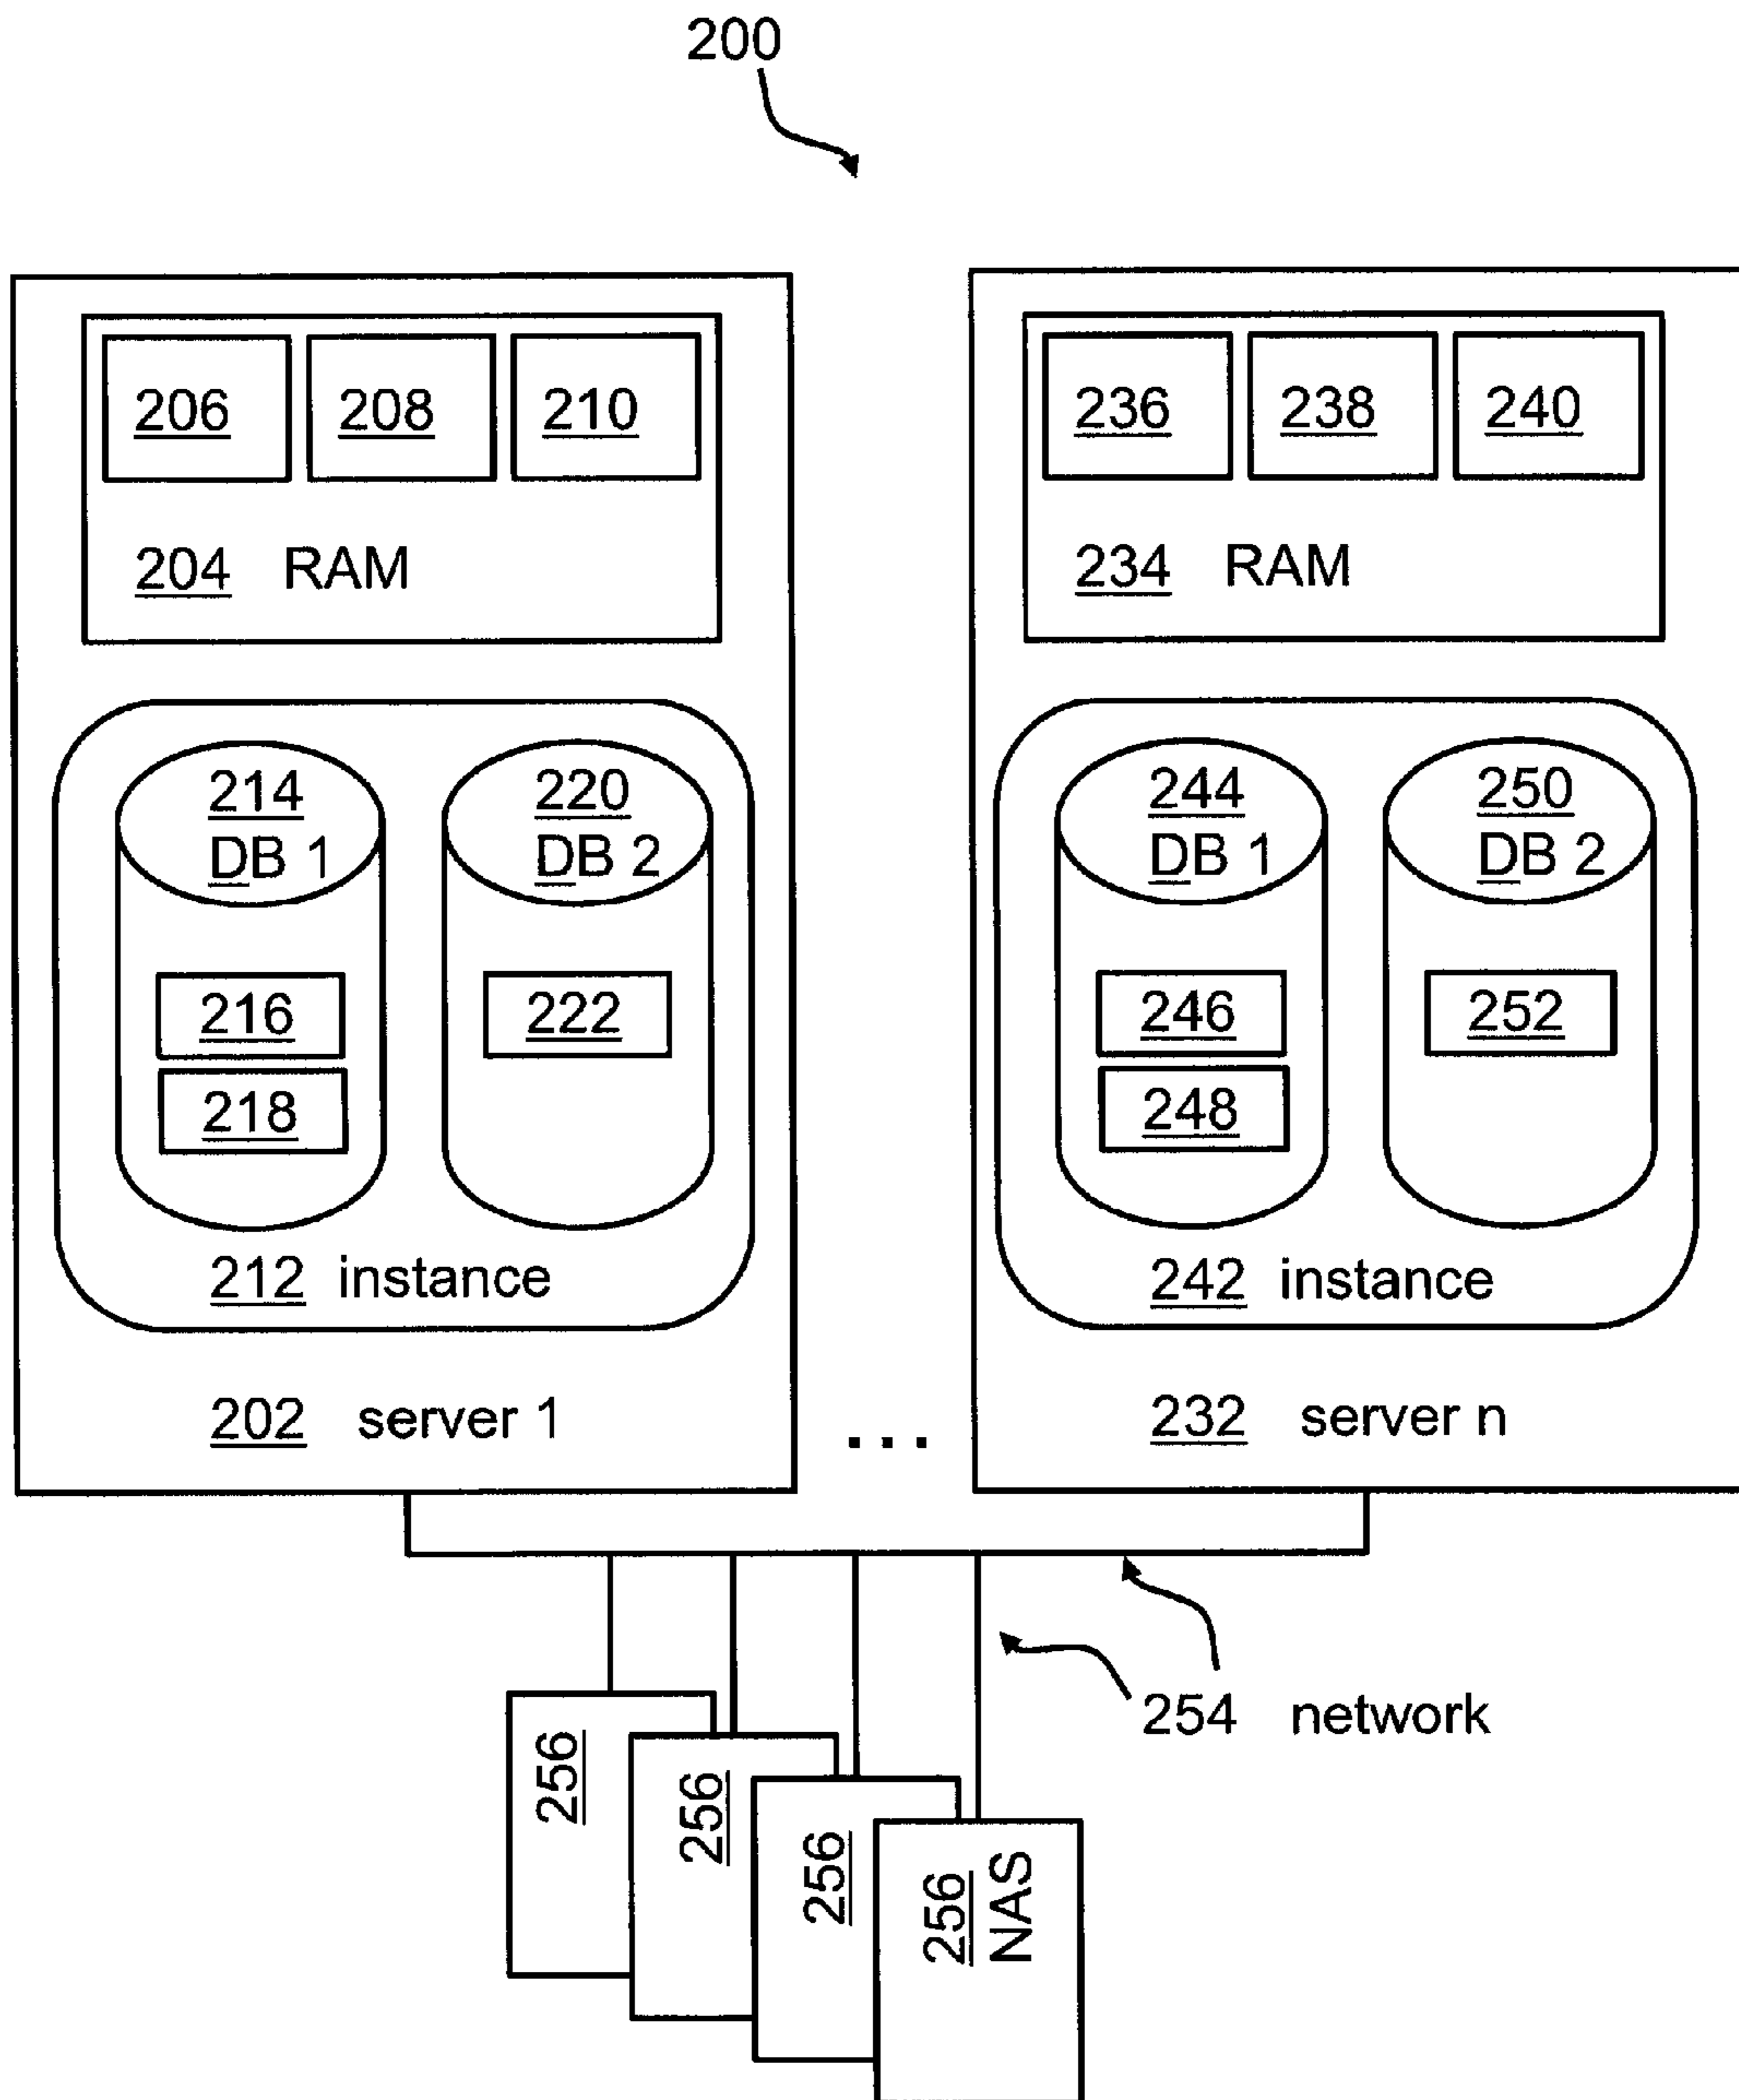 200
206 208 210
204 RAM
214
DB 1
220
DB 2
216
218
222
212 instance
202 server 1
...
236 238 240
234 RAM
244
DB 1
250
DB 2
246
248
252
242 instance
232 server n
254 network
256
256
256
256
NAS